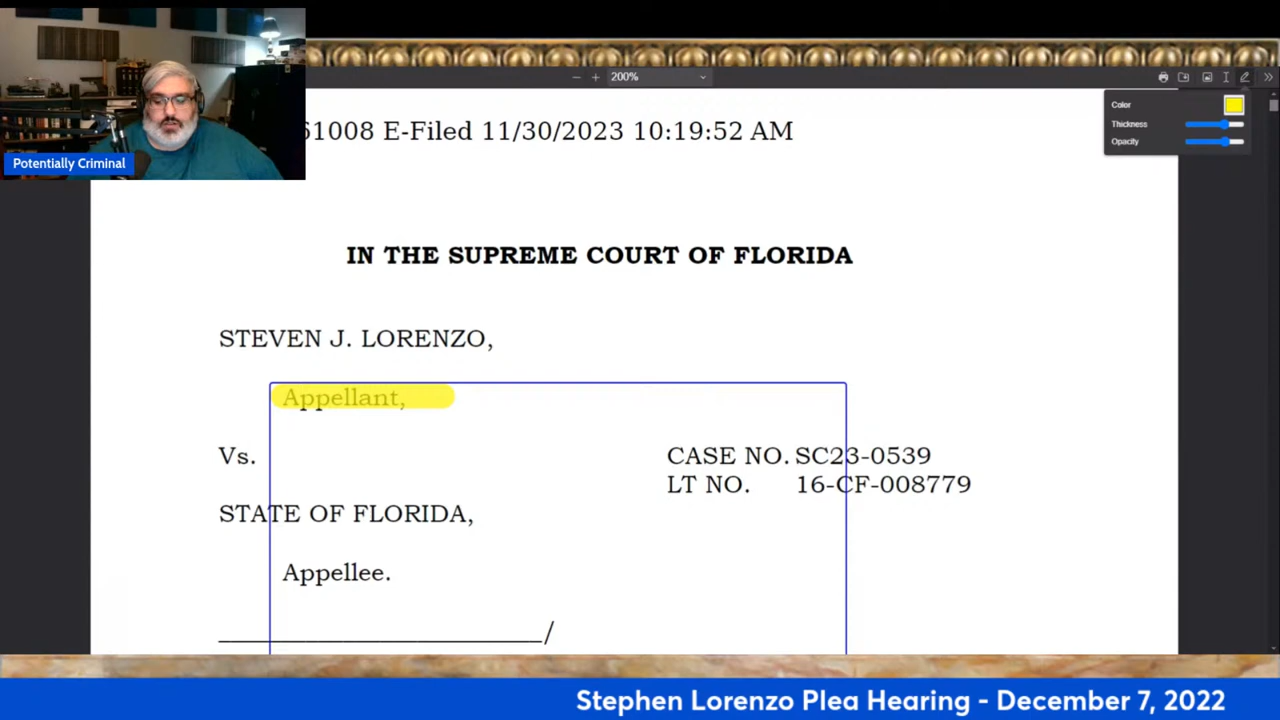 200%
Color
Thickness
Opacity
61008 E-Filed 11/30/2023 10:19:52 AM
Potentially Criminal
IN THE SUPREME COURT OF FLORIDA
STEVEN J. LORENZO,
Appellant,
Vs.
CASE NO. SC23-0539
LT NO. 16-CF-008779
STATE OF FLORIDA,
Appellee.
/
Stephen Lorenzo Plea Hearing - December 7, 2022